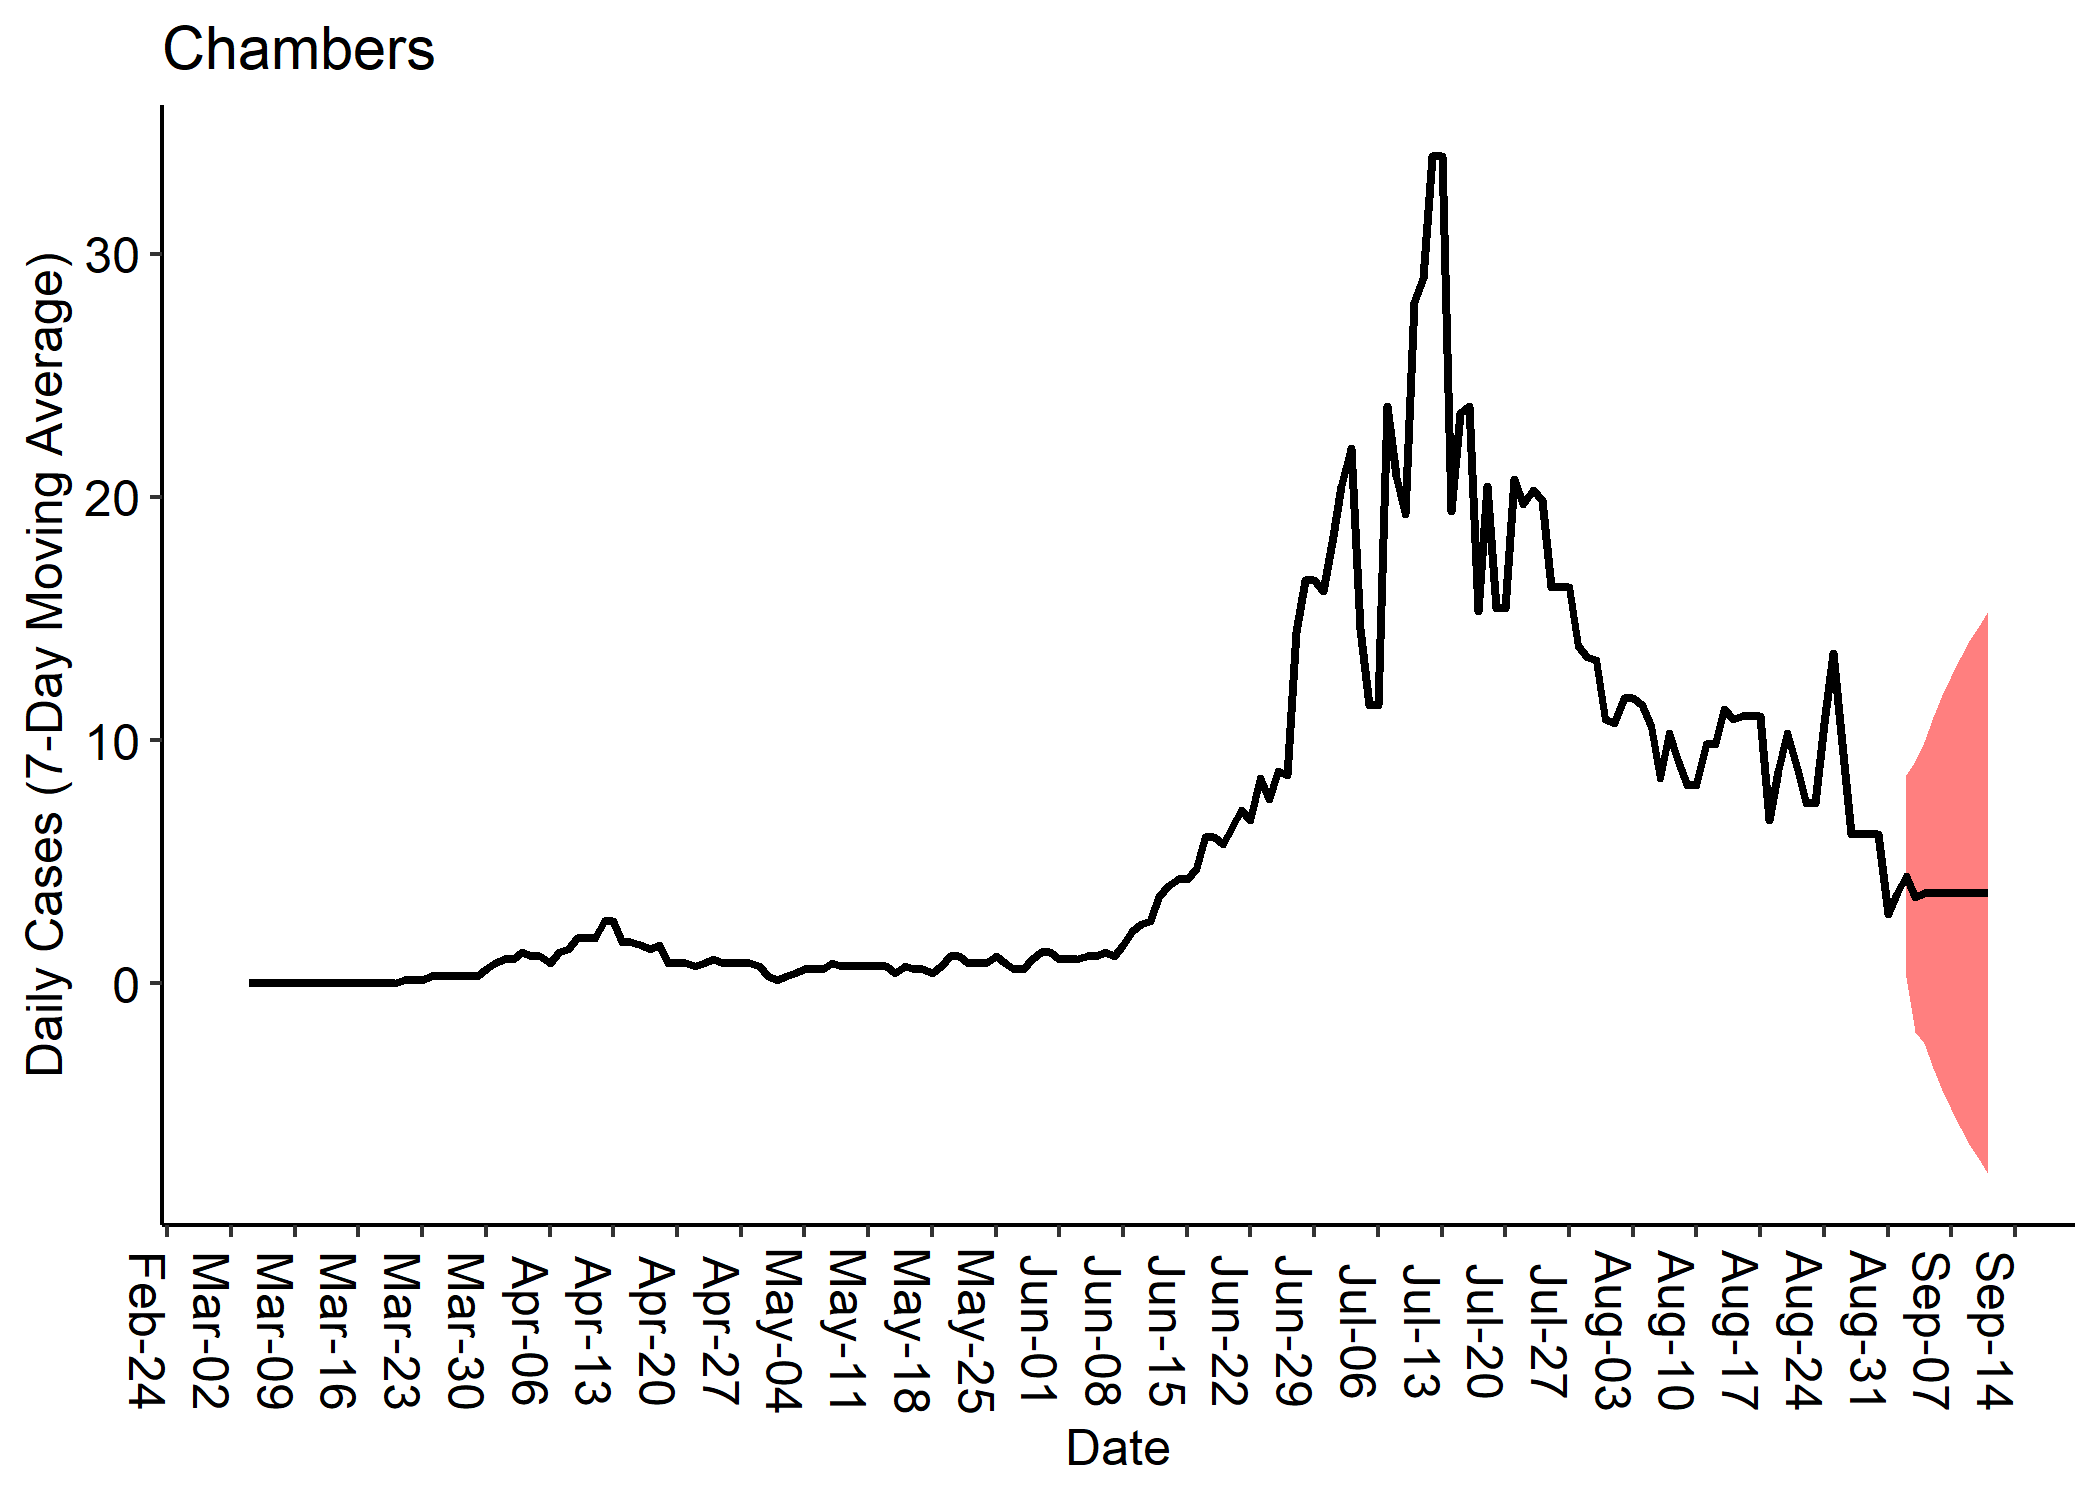 Chambers
Daily Cases (7-Day Moving Average)
30
20
10
0
Feb-24
Mar-02
Mar-09
Mar-16
Mar-23
Mar-30
Apr-06
Apr-13
Apr-20
Apr-27
May-04
May-11
May-18
May-25
Jun-01
Jun-08
Jun-15
Jun-22
Jun-29
Jul-06
Jul-13
Jul-20
Jul-27
Aug-03
Aug-10
Aug-17
Aug-24
Aug-31
Sep-07
Sep-14
Date